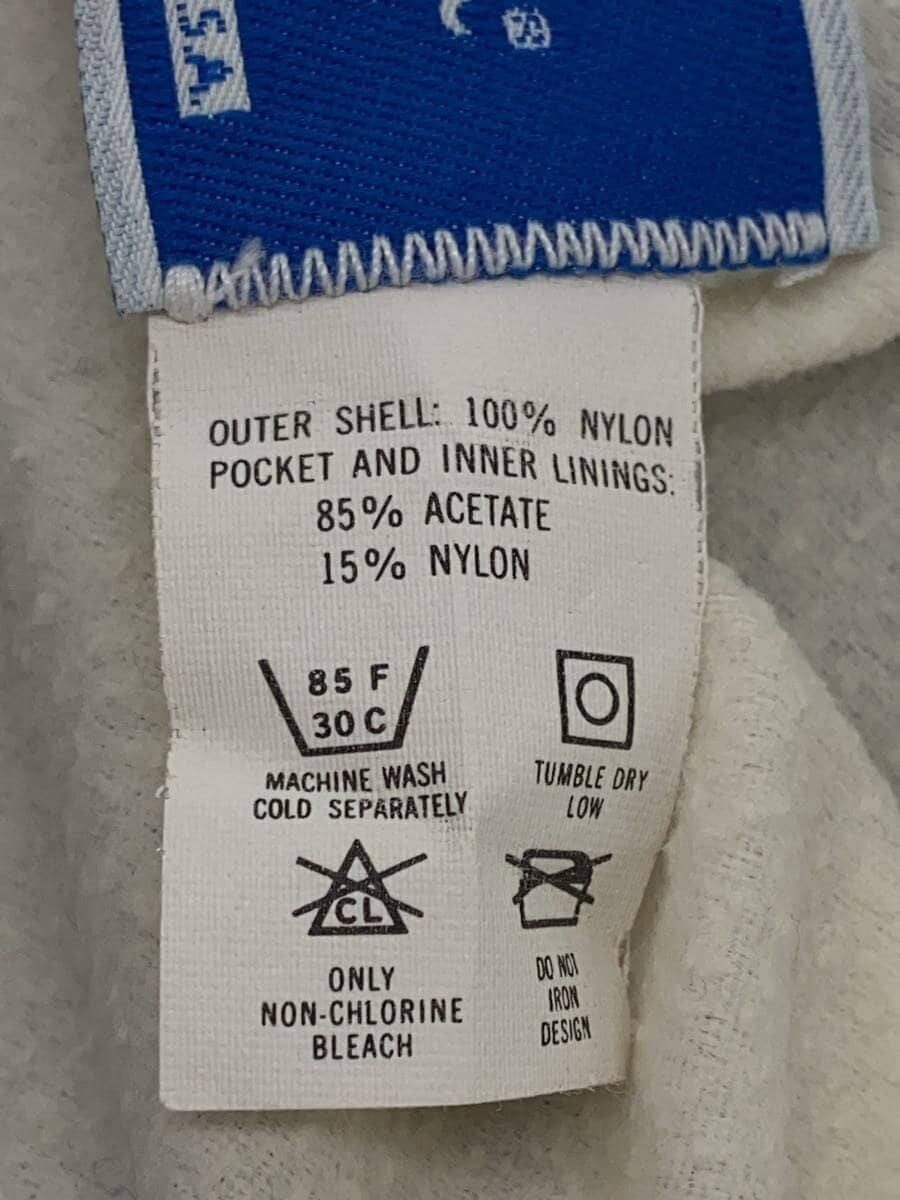 S.A.
OUTER SHELL: 100% NYLON
POCKET AND INNER LININGS:
85% ACETATE
15% NYLON
85 F
30 C
MACHINE WASH
COLD SEPARATELY
TUMBLE DRY
LOW
CL
ONLY
NON-CHLORINE
BLEACH
DO NOT
IRON
DESIGN